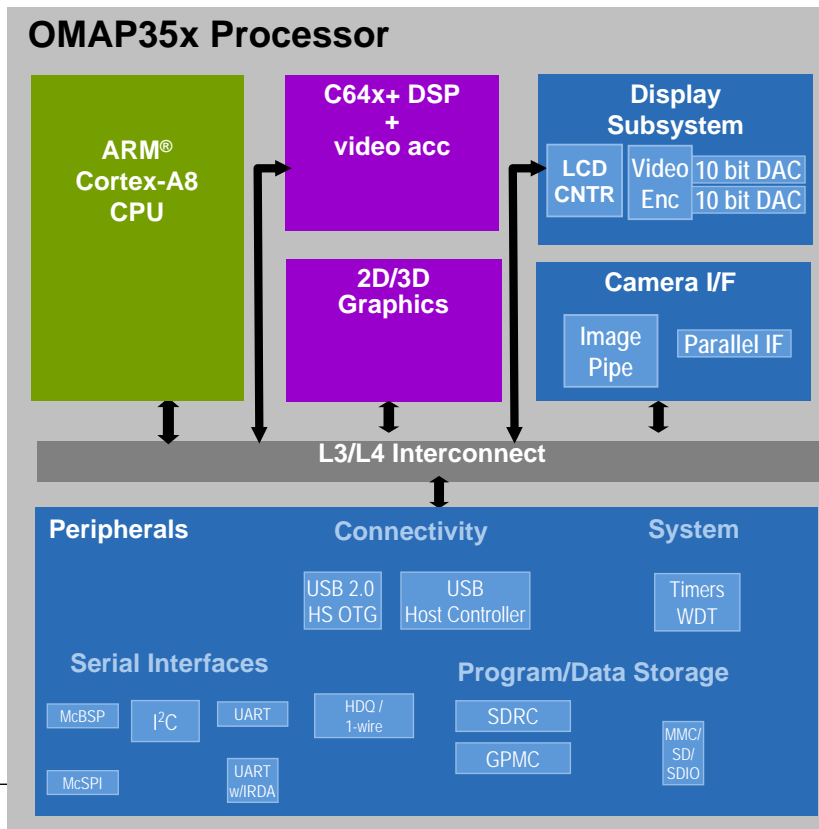 OMAP35x Processor
ARM®
Cortex-A8
CPU
C64x+ DSP
+
video acc
Display
Subsystem
LCD
CNTR
Video
Enc
10 bit DAC
10 bit DAC
2D/3D
Graphics
Camera I/F
Image
Pipe
Parallel IF
L3/L4 Interconnect
Peripherals
Connectivity
System
USB 2.0
HS OTG
USB
Host Controller
Timers
WDT
Serial Interfaces
Program/Data Storage
McBSP
I²C
UART
HDQ /
1-wire
SDRC
GPMC
MMC/
SD/
SDIO
McSPI
UART
w/IRDA